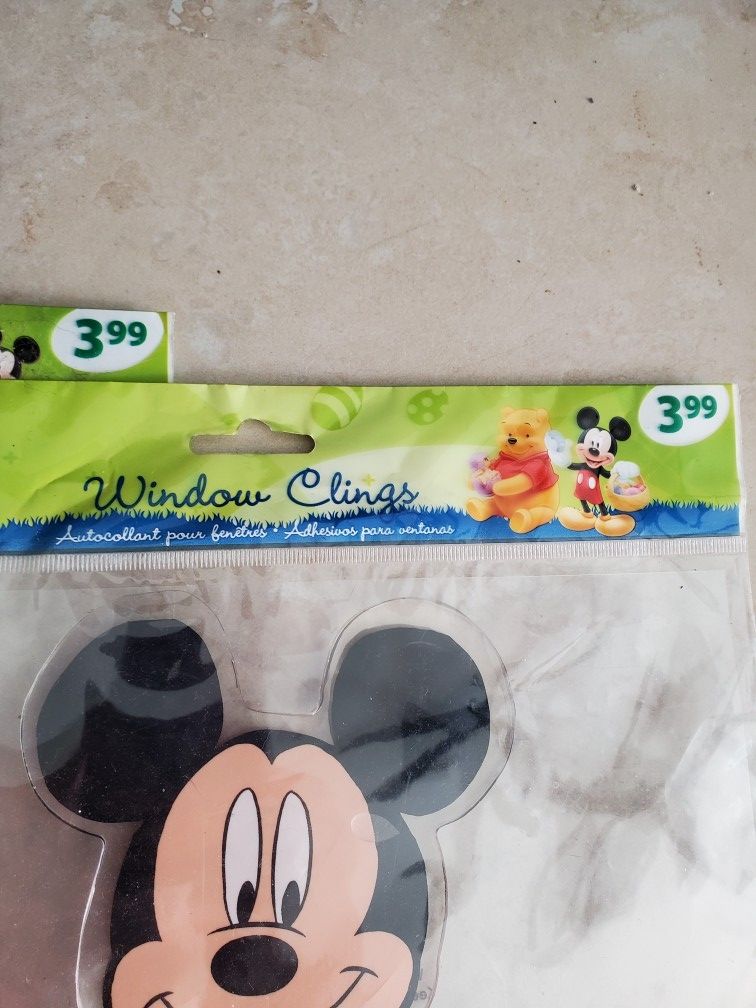 3.99
3.99
Window Clings
Autocollant pour fenêtres • Adhesivos para ventanas